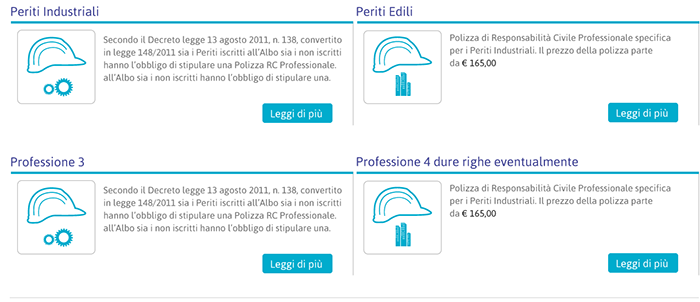 Periti Industriali
Secondo il Decreto legge 13 agosto 2011, n. 138, convertito
in legge 148/2011 sia i Periti iscritti all'Albo sia i non iscritti
hanno l'obbligo di stipulare una Polizza RC Professionale.
all'Albo sia i non iscritti hanno l'obbligo di stipulare una.
Leggi di più
Periti Edili
Polizza di Responsabilità Civile Professionale specifica
per i Periti Industriali. Il prezzo della polizza parte
da € 165,00
Leggi di più
Professione 3
Secondo il Decreto legge 13 agosto 2011, n. 138, convertito
in legge 148/2011 sia i Periti iscritti all'Albo sia i non iscritti
hanno l'obbligo di stipulare una Polizza RC Professionale.
all'Albo sia i non iscritti hanno l'obbligo di stipulare una.
Leggi di più
Professione 4 dure righe eventualmente
Polizza di Responsabilità Civile Professionale specifica
per i Periti Industriali. Il prezzo della polizza parte
da € 165,00
Leggi di più